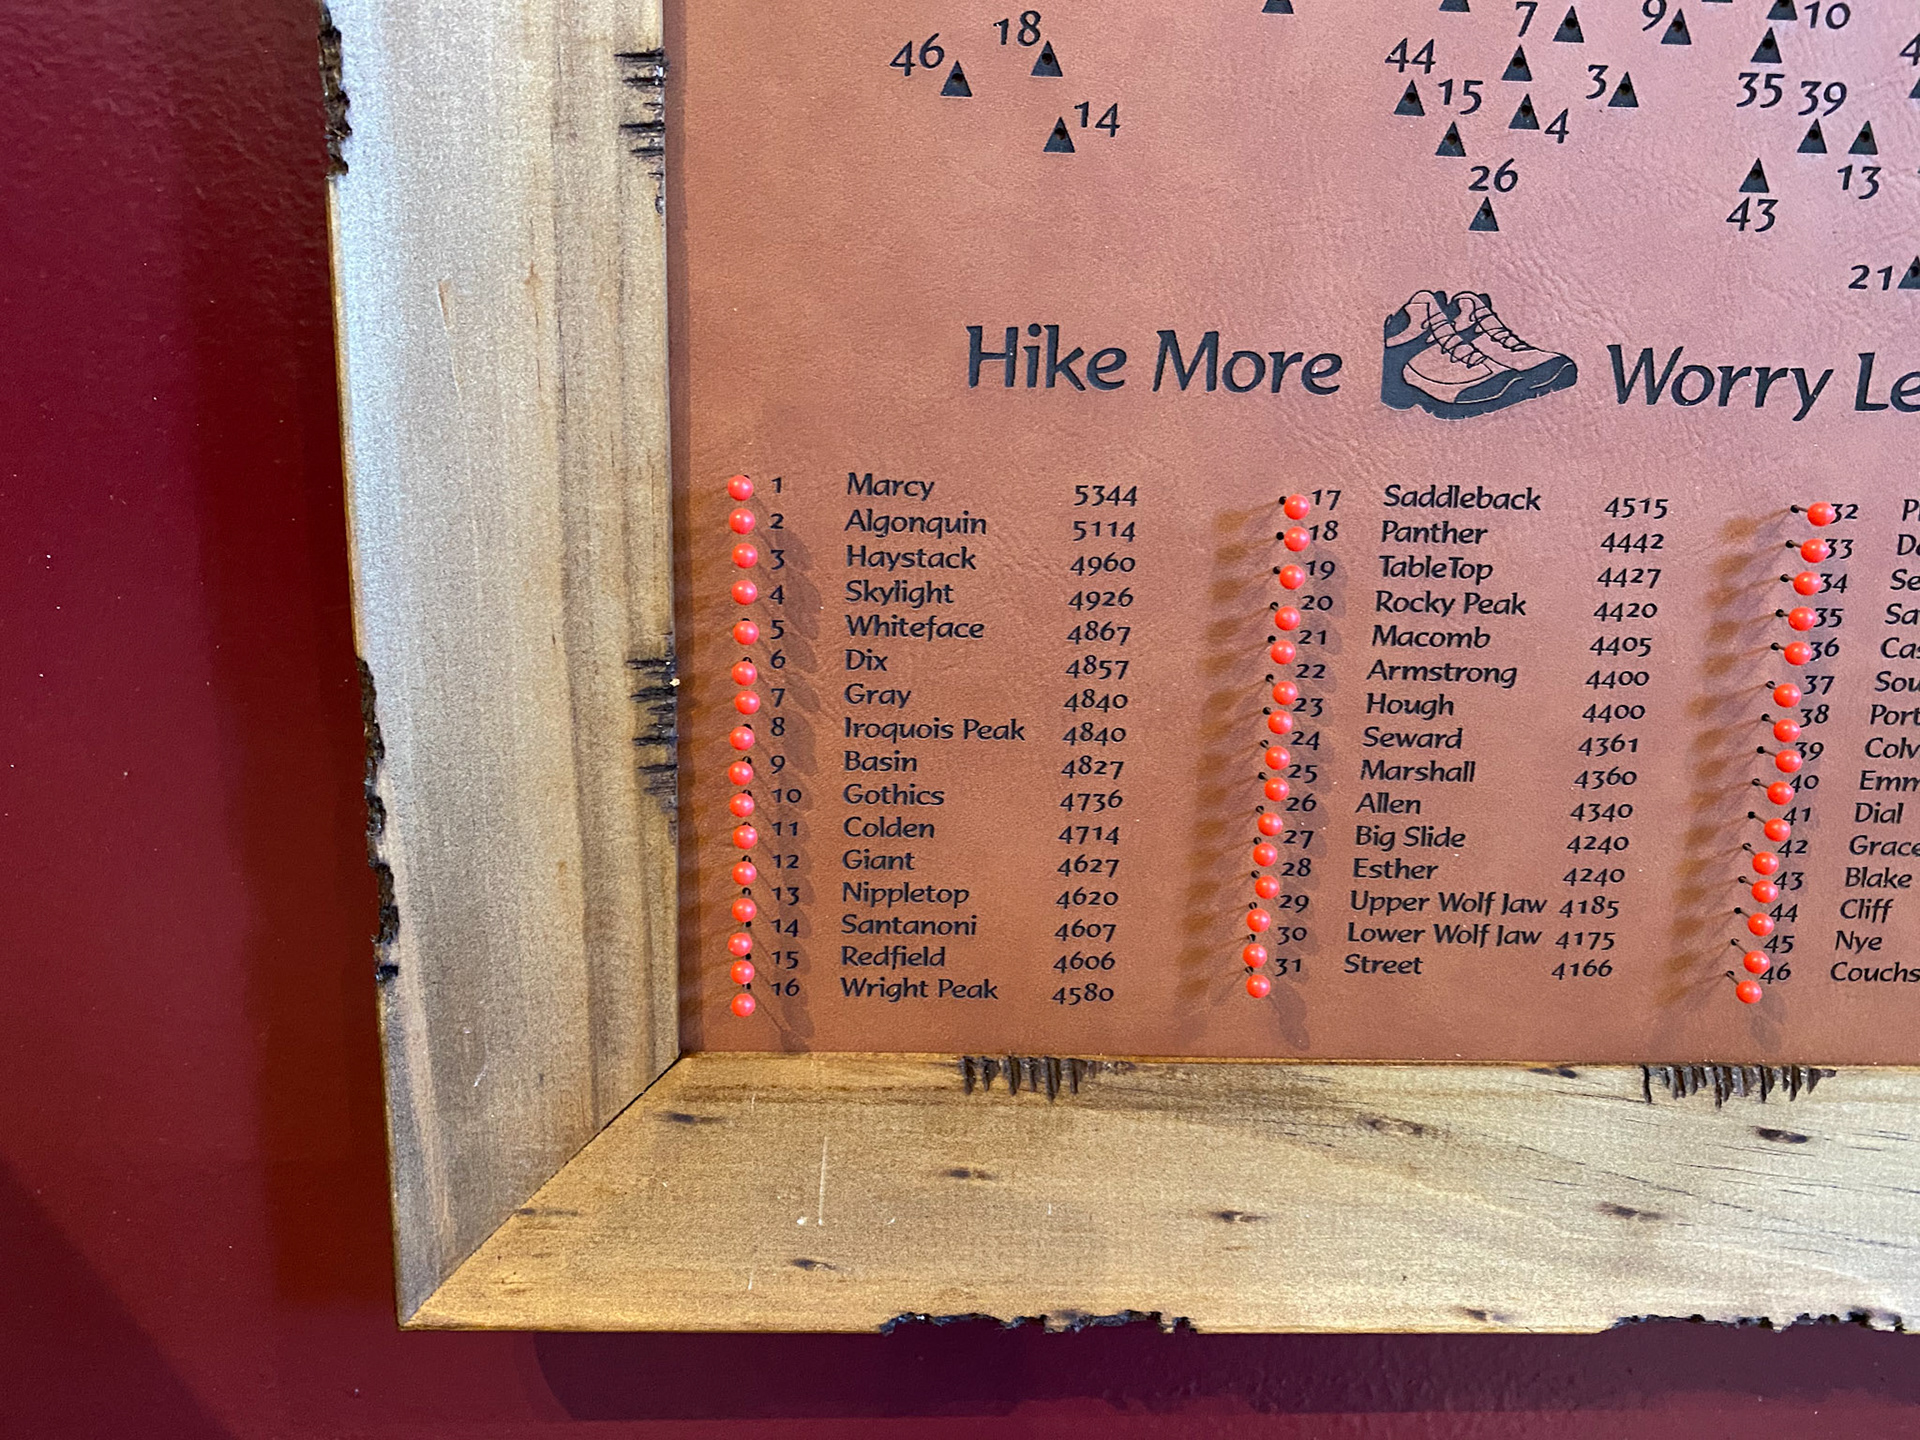 7
9
10
18
46
44
3
15
35 39
14
4
26
13
43
21
Hike More Worry
1 Marcy 5344
2 Algonquin 5114
3 Haystack 4960
4 Skylight 4926
5 Whiteface 4867
6 Dix 4857
7 Gray 4840
8 Iroquois Peak 4840
9 Basin 4827
10 Gothics 4736
11 Colden 4714
12 Giant 4627
13 Nippletop 4620
14 Santanoni 4607
15 Redfield 4606
16 Wright Peak 4580
17 Saddleback 4515
18 Panther 4442
19 TableTop 4427
20 Rocky Peak 4420
21 Macomb 4405
22 Armstrong 4400
23 Hough 4400
24 Seward 4361
25 Marshall 4360
26 Allen 4340
27 Big Slide 4240
28 Esther 4240
29 Upper Wolf Jaw 4185
30 Lower Wolf Jaw 4175
31 Street 4166
32
33
34
35
36
37
38
39
40
41 Dial
42
43 Blake
44 Cliff
45 Nye
46